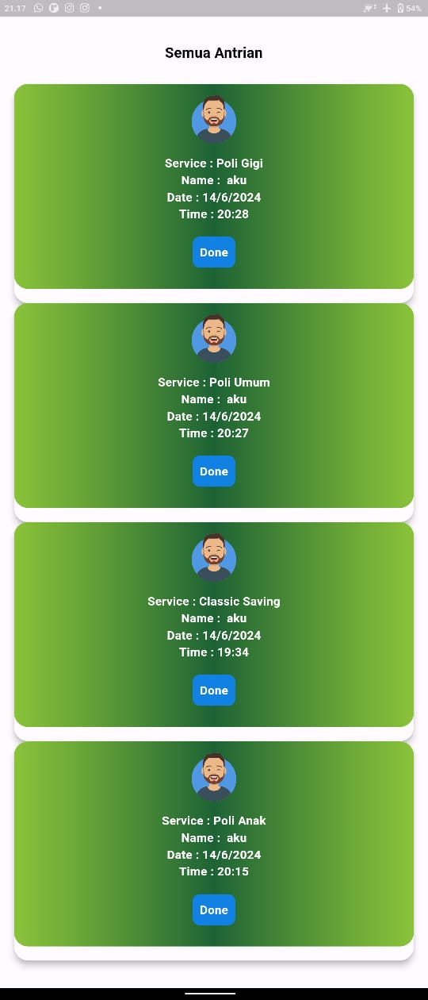 21.17
54%
Semua Antrian
Service : Poli Gigi
Name :  aku
Date : 14/6/2024
Time : 20:28
Done
Service : Poli Umum
Name :  aku
Date : 14/6/2024
Time : 20:27
Done
Service : Classic Saving
Name :  aku
Date : 14/6/2024
Time : 19:34
Done
Service : Poli Anak
Name :  aku
Date : 14/6/2024
Time : 20:15
Done